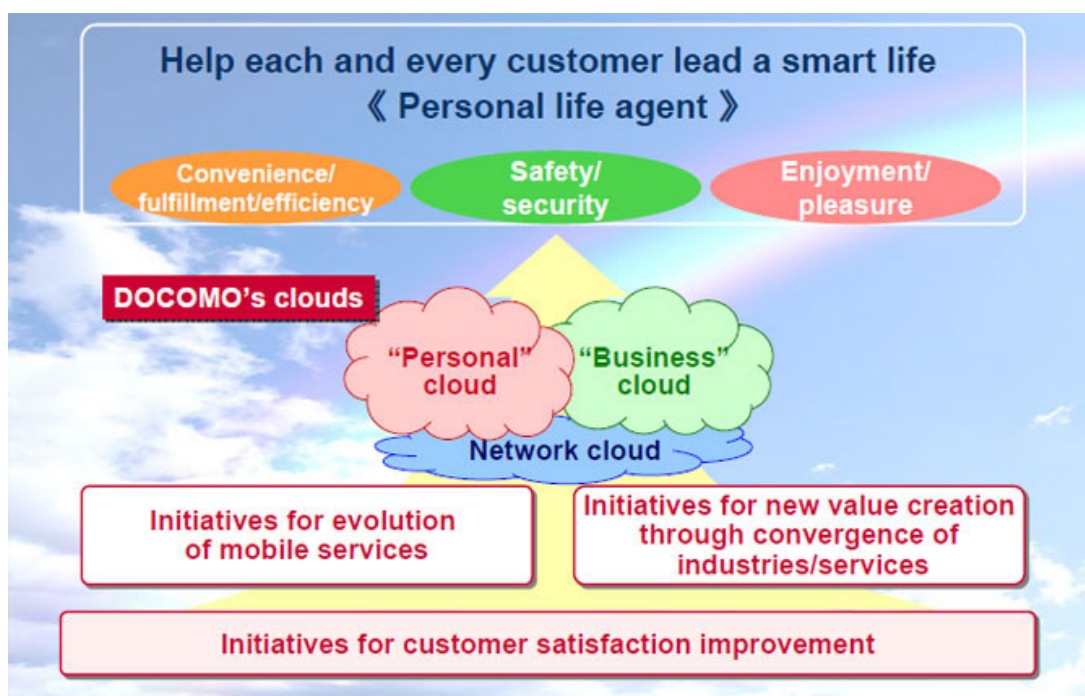 Help each and every customer lead a smart life
《 Personal life agent 》
Convenience/
fulfillment/efficiency
Safety/
security
Enjoyment/
pleasure
DOCOMO’s clouds
“Personal”
cloud
“Business”
cloud
Network cloud
Initiatives for evolution
of mobile services
Initiatives for new value creation
through convergence of
industries/services
Initiatives for customer satisfaction improvement